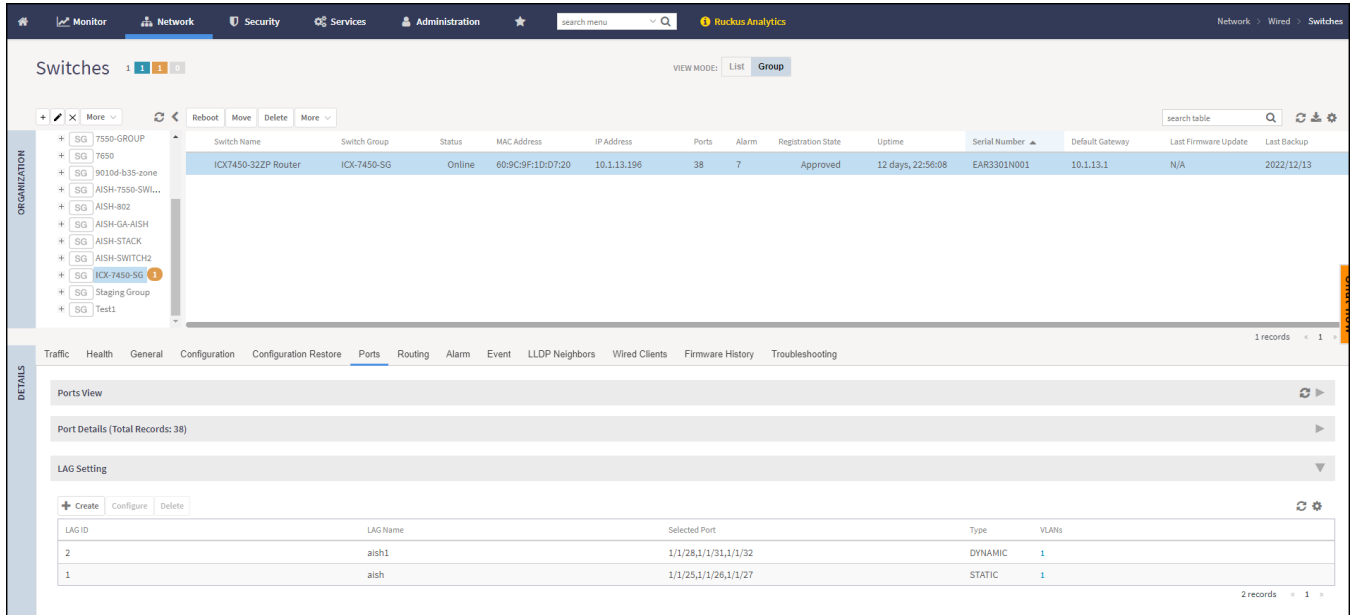 Monitor Network Security Services Administration search menu Ruckus Analytics Network > Wired > Switches
Switches 1 1 1 0 VIEW MODE: List Group
+ More Reboot Move Delete More search table
+ SG 7550-GROUP
+ SG 7650
+ SG 9010d-b35-zone
+ SG AISH-7550-SWI...
+ SG AISH-802
+ SG AISH-GA-AISH
+ SG AISH-STACK
+ SG AISH-SWITCH2
+ SG ICX-7450-SG 1
+ SG Staging Group
+ SG Test1
ORGANIZATION
Switch Name Switch Group Status MAC Address IP Address Ports Alarm Registration State Uptime Serial Number Default Gateway Last Firmware Update Last Backup
ICX7450-32ZP Router ICX-7450-SG Online 60:9C:9F:1D:D7:20 10.1.13.196 38 7 Approved 12 days, 22:56:08 EAR3301N001 10.1.13.1 N/A 2022/12/13
1 records « 1 »
DETAILS
Traffic Health General Configuration Configuration Restore Ports Routing Alarm Event LLDP Neighbors Wired Clients Firmware History Troubleshooting
Ports View
Port Details (Total Records: 38)
LAG Setting
+ Create Configure Delete
LAG ID LAG Name Selected Port Type VLANs
2 aish1 1/1/28,1/1/31,1/1/32 DYNAMIC 1
1 aish 1/1/25,1/1/26,1/1/27 STATIC 1
2 records « 1 »